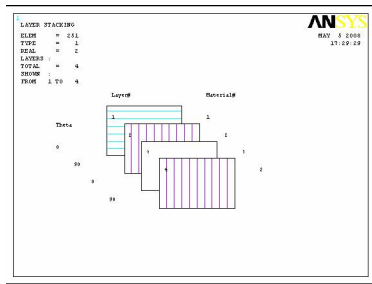 1
LAYER STACKING
ELEM = 251
TYPE = 1
REAL = 2
LAYERS :
TOTAL = 4
SHOWN :
FROM 1 TO 4
ANSYS
MAY 5 2008
17:29:29
Layer# Material#
1 1
Theta
2 2
0
3 1
90
4 2
0
90